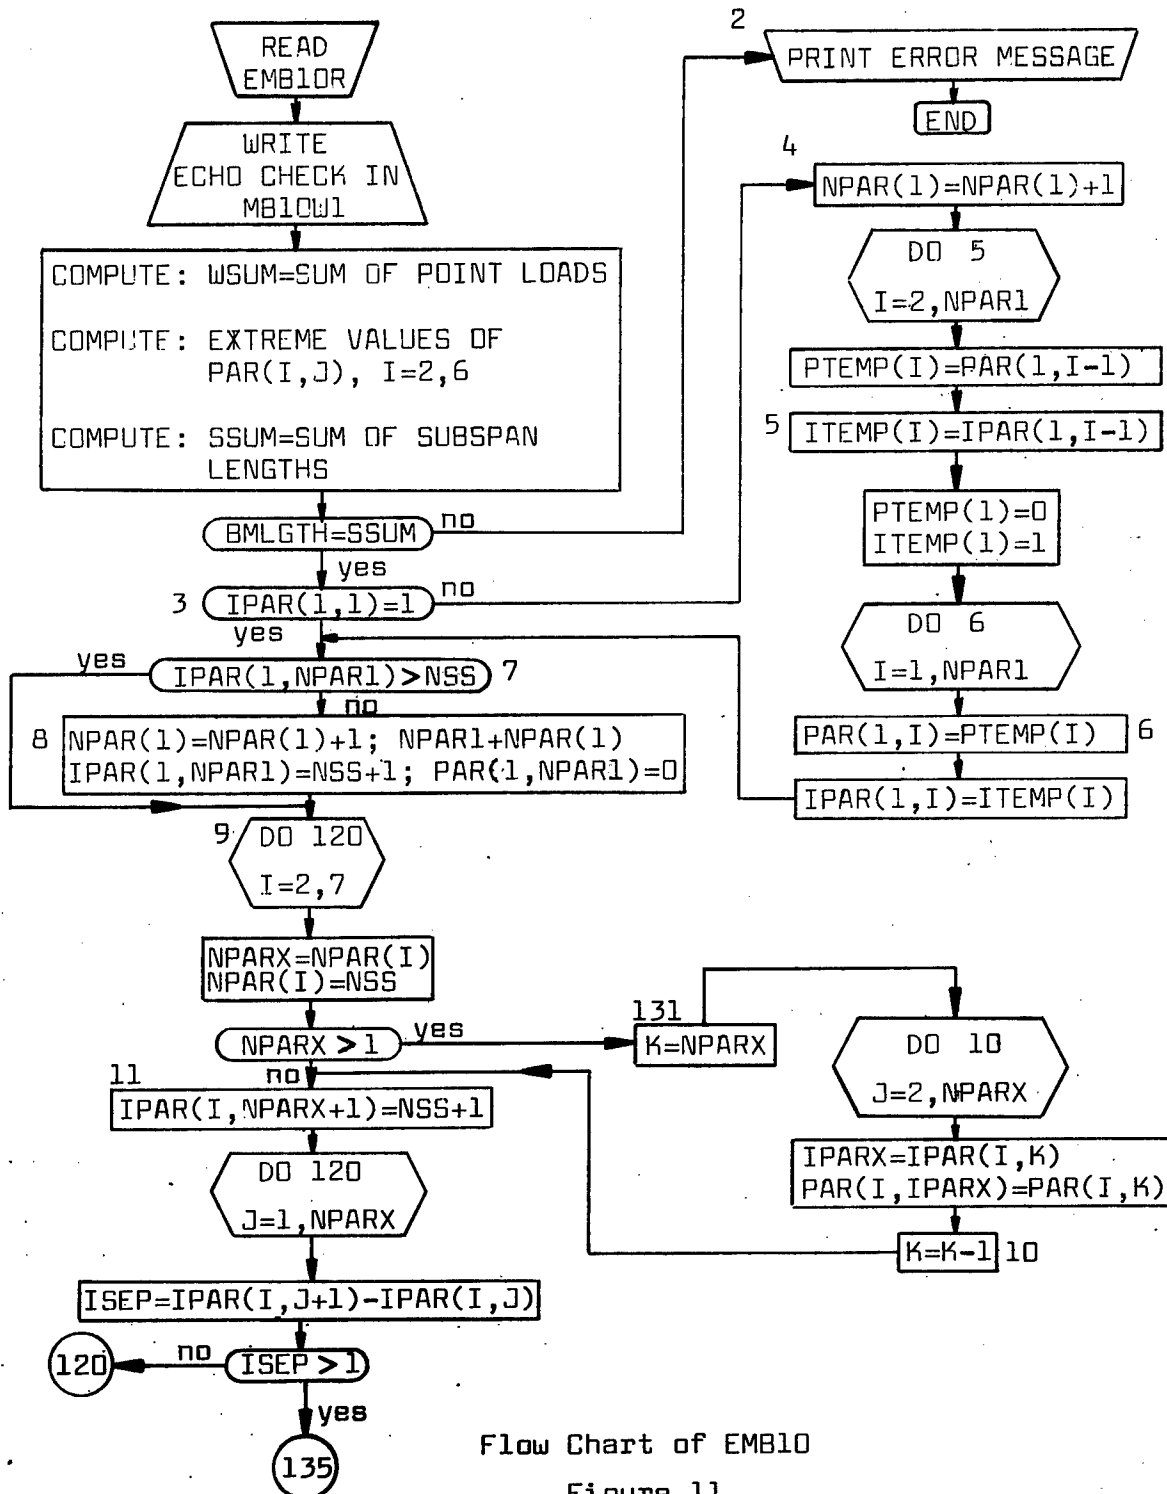 READ
EMB10R
WRITE
ECHO CHECK IN
MB10W1
COMPUTE: WSUM=SUM OF POINT LOADS
COMPUTE: EXTREME VALUES OF
PAR(I,J), I=2,6
COMPUTE: SSUM=SUM OF SUBSPAN
LENGTHS
BMLGTH=SSUM
no
yes
3
IPAR(1,1)=1
no
yes
yes
IPAR(1,NPAR1)>NSS
7
no
8
NPAR(1)=NPAR(1)+1; NPAR1+NPAR(1)
IPAR(1,NPAR1)=NSS+1; PAR(1,NPAR1)=0
9
DO 120
I=2,7
NPARX=NPAR(I)
NPAR(I)=NSS
NPARX>1
yes
no
11
IPAR(I,NPARX+1)=NSS+1
DO 120
J=1,NPARX
ISEP=IPAR(I,J+1)-IPAR(I,J)
ISEP>1
no
120
yes
135
2
PRINT ERROR MESSAGE
END
4
NPAR(1)=NPAR(1)+1
DO 5
I=2,NPAR1
PTEMP(I)=PAR(1,I-1)
5
ITEMP(I)=IPAR(1,I-1)
PTEMP(1)=0
ITEMP(1)=1
DO 6
I=1,NPAR1
PAR(1,I)=PTEMP(I)
6
IPAR(1,I)=ITEMP(I)
131
K=NPARX
DO 10
J=2,NPARX
IPARX=IPAR(I,K)
PAR(I,IPARX)=PAR(I,K)
K=K-1
10
Flow Chart of EMB10
Figure 11